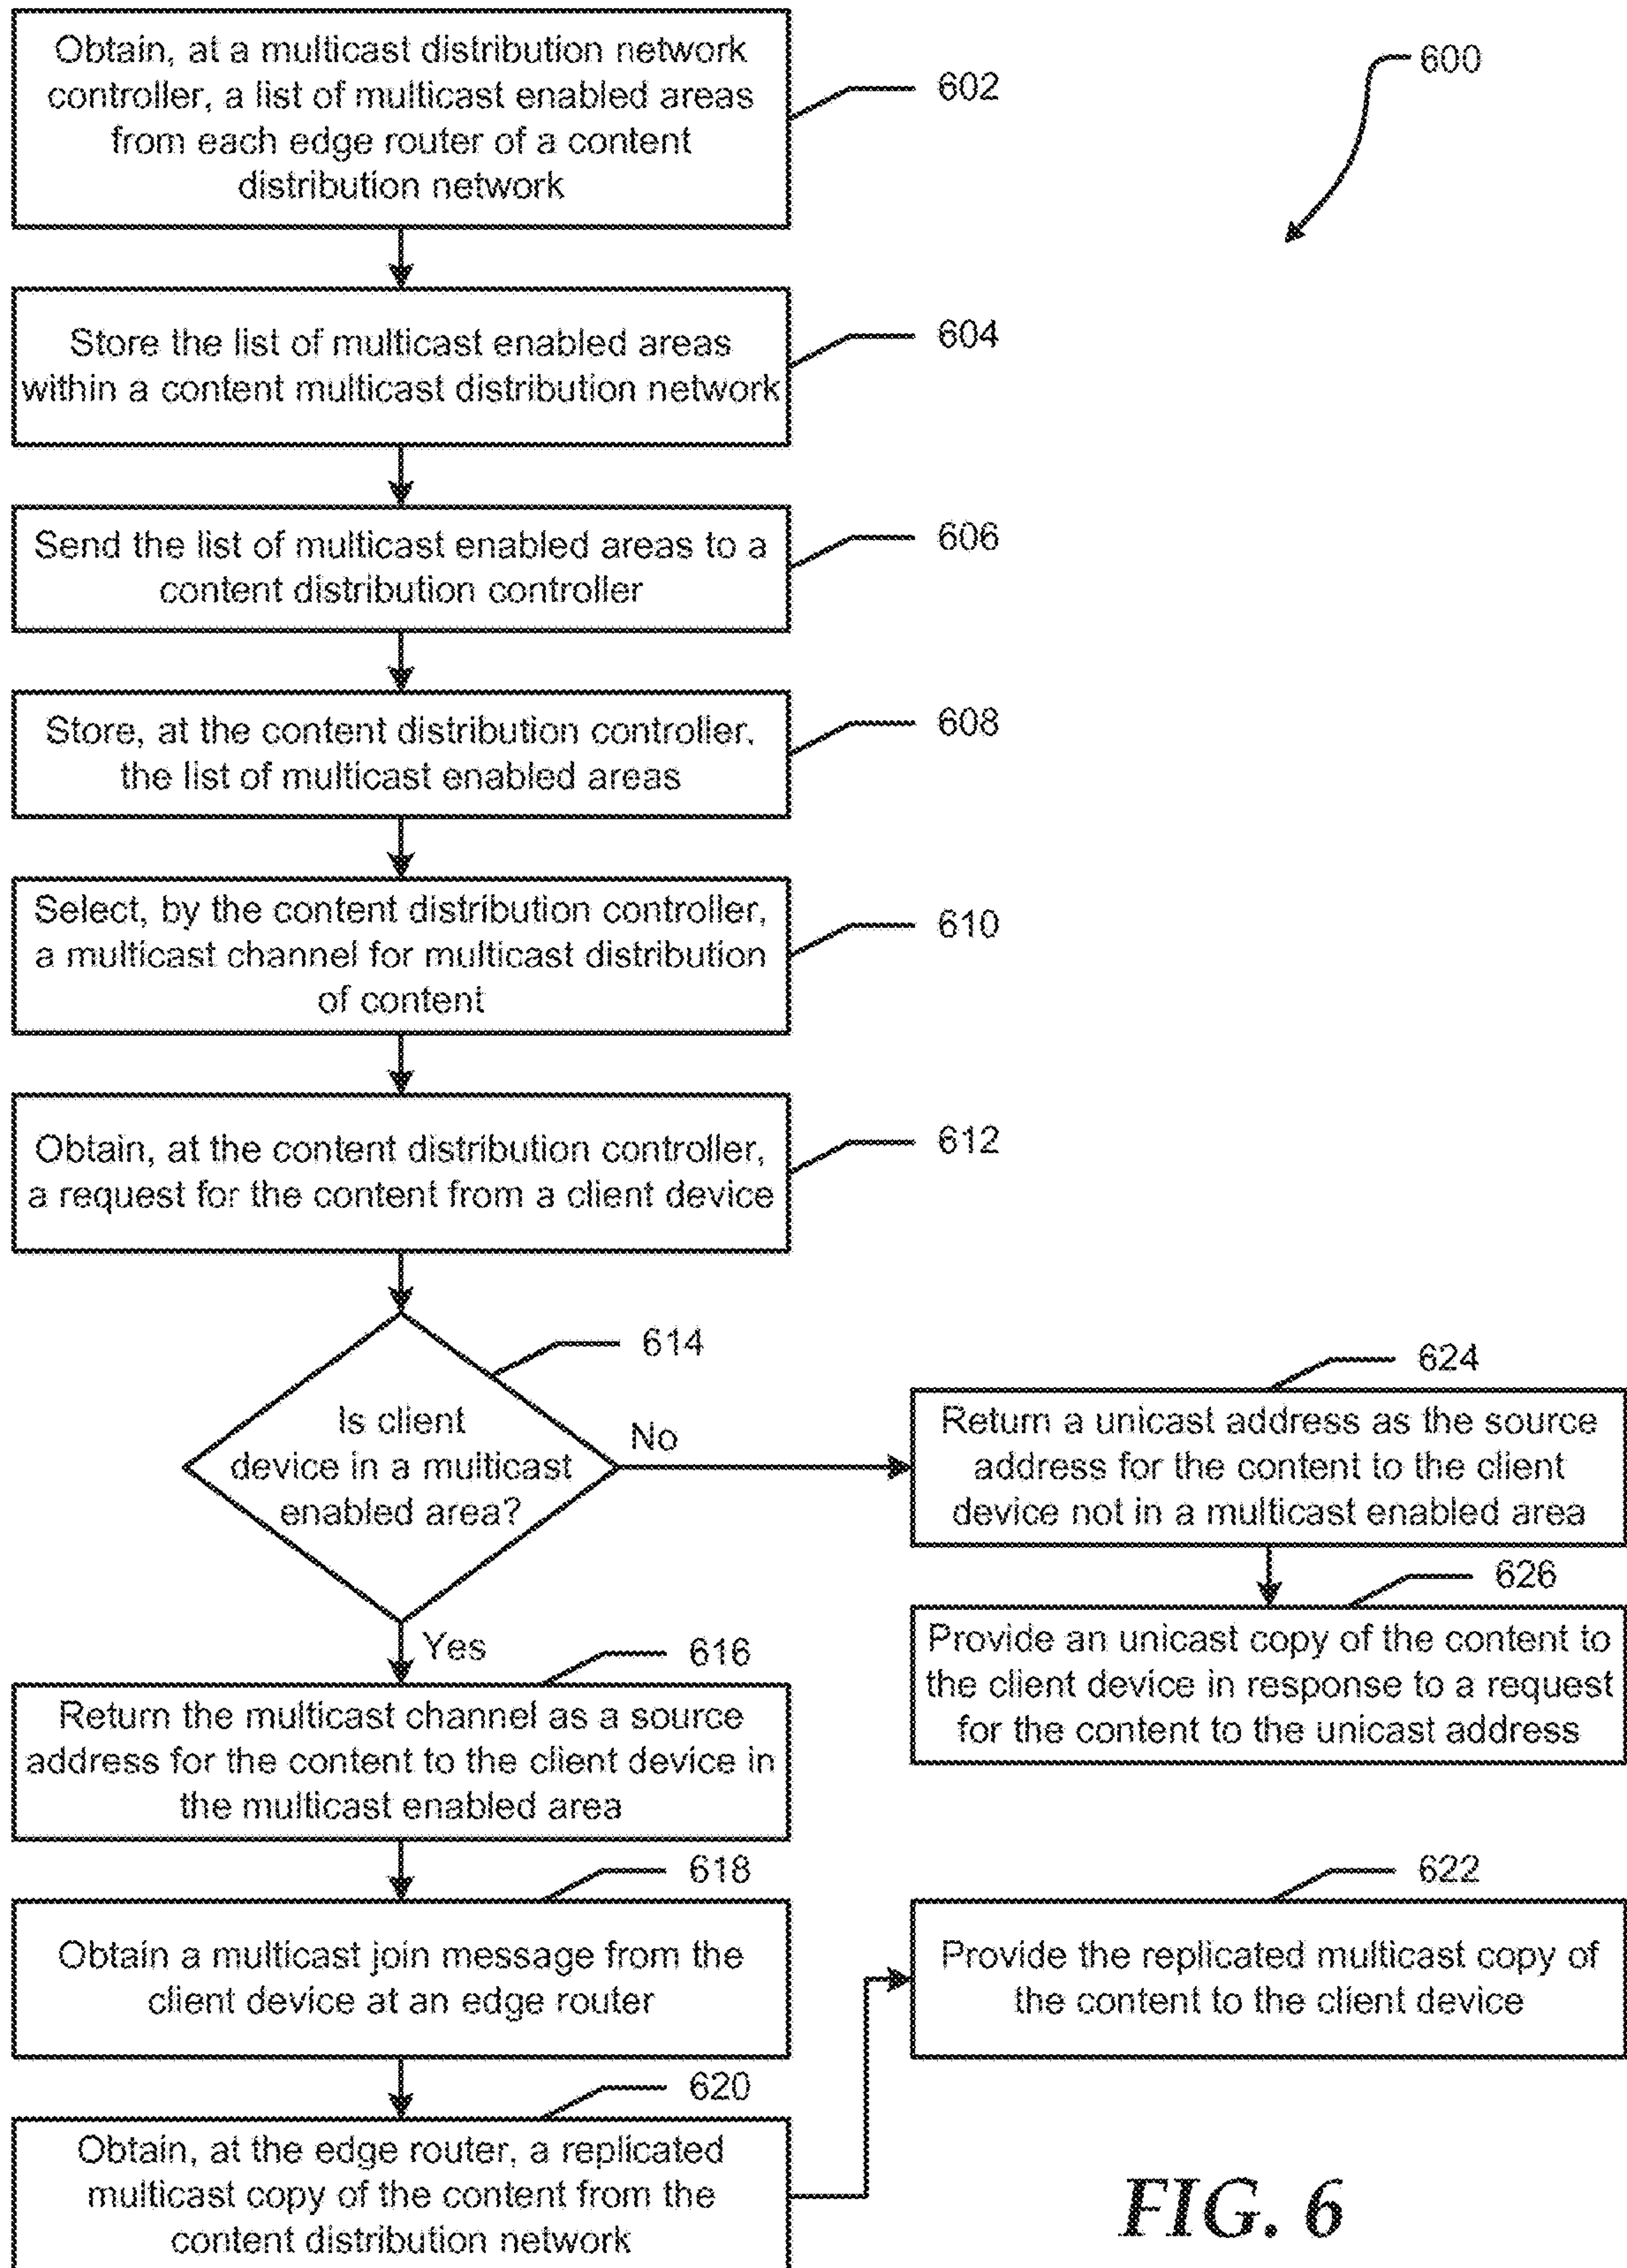 600
Obtain, at a multicast distribution network
controller, a list of multicast enabled areas
from each edge router of a content
distribution network
602
Store the list of multicast enabled areas
within a content multicast distribution network
604
Send the list of multicast enabled areas to a
content distribution controller
606
Store, at the content distribution controller,
the list of multicast enabled areas
608
Select, by the content distribution controller,
a multicast channel for multicast distribution
of content
610
Obtain, at the content distribution controller,
a request for the content from a client device
612
Is client
device in a multicast
enabled area?
614
No
624
Return a unicast address as the source
address for the content to the client
device not in a multicast enabled area
626
Provide an unicast copy of the content to
the client device in response to a request
for the content to the unicast address
Yes
616
Return the multicast channel as a source
address for the content to the client device in
the multicast enabled area
618
Obtain a multicast join message from the
client device at an edge router
620
Obtain, at the edge router, a replicated
multicast copy of the content from the
content distribution network
622
Provide the replicated multicast copy of
the content to the client device
FIG. 6